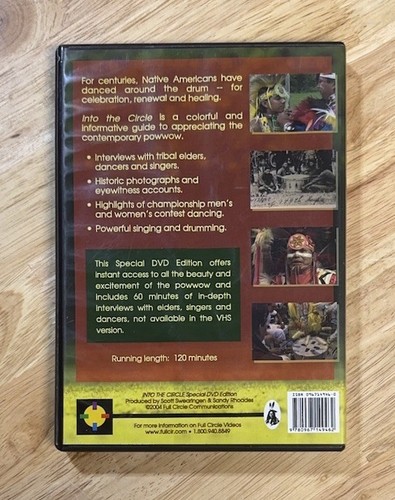 For centuries, Native Americans have
danced around the drum -- for
celebration, renewal and healing.
Into the Circle is a colorful and
informative guide to appreciating the
contemporary powwow.
• Interviews with tribal elders,
dancers and singers.
• Historic photographs and
eyewitness accounts.
• Highlights of championship men's
and women's contest dancing.
• Powerful singing and drumming.
This Special DVD Edition offers
instant access to all the beauty and
excitement of the powwow and
includes 60 minutes of in-depth
interviews with elders, singers and
dancers, not available in the VHS
version.
Running length: 120 minutes
INTO THE CIRCLE Special DVD Edition
Produced by Scott Swearingen & Sandy Rhoades
©2004 Full Circle Communications
For more information on Full Circle Videos
www.fullcir.com • 1.800.940.8849